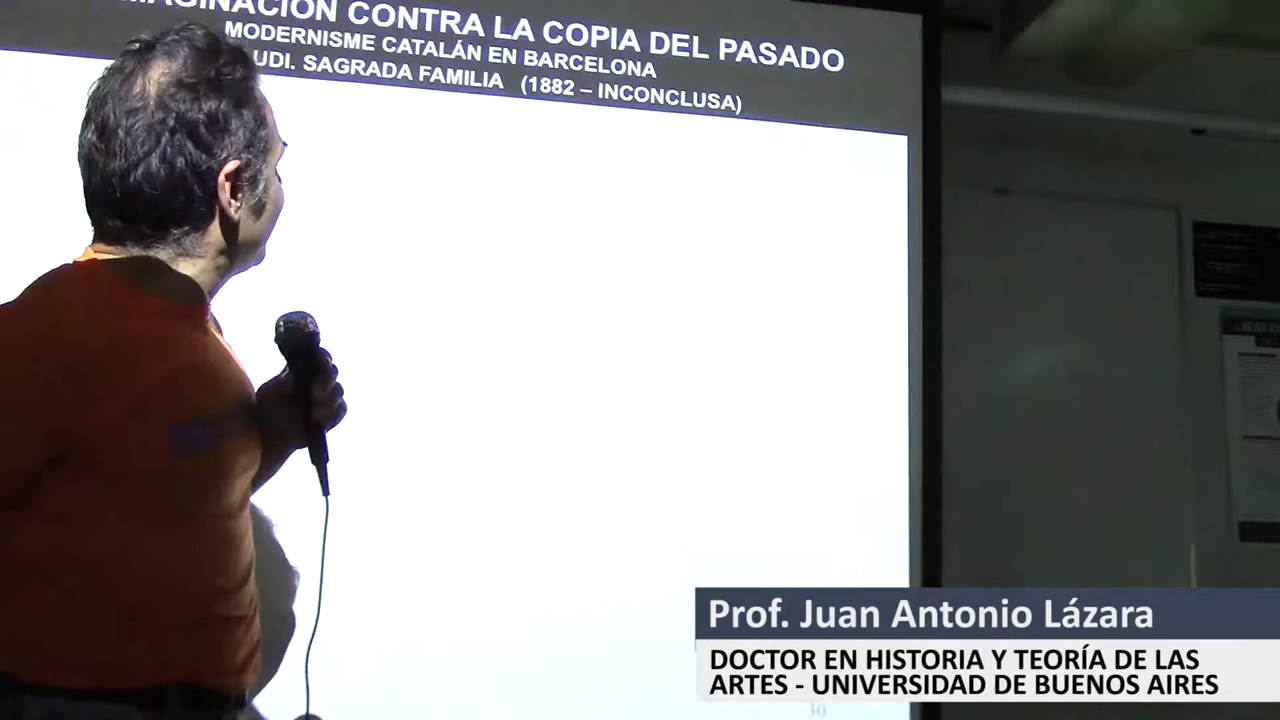 CONTRA LA COPIA DEL PASADO
MODERNISME CATALÁN EN BARCELONA
SAGRADA FAMILIA (1882 – INCONCLUSA)
Prof. Juan Antonio Lázara
DOCTOR EN HISTORIA Y TEORÍA DE LAS
ARTES - UNIVERSIDAD DE BUENOS AIRES
30